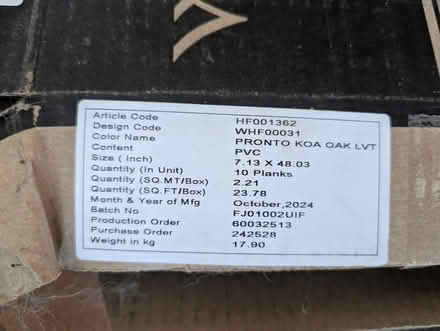 Article Code HF001362
Design Code WHF00031
Color Name PRONTO KOA OAK LVT
Content PVC
Size ( Inch) 7.13 X 48.03
Quantity (In Unit) 10 Planks
Quantity (SQ.MT/Box) 2.21
Quantity (SQ.FT/Box) 23.78
Month & Year of Mfg October,2024
Batch No FJ01002UIF
Production Order 60032513
Purchase Order 242528
Weight in kg 17.90